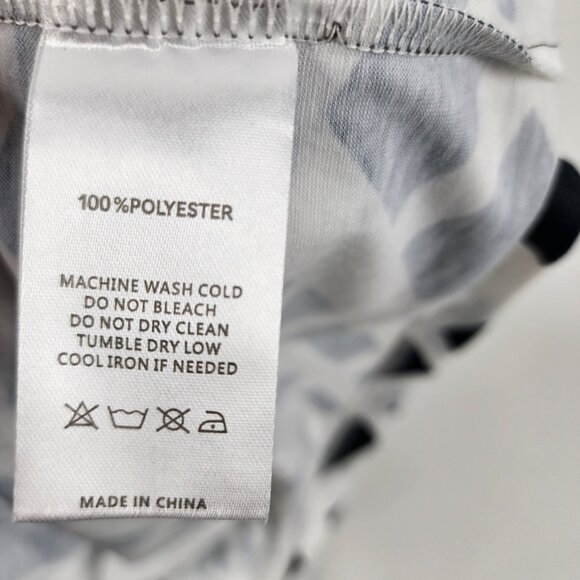 100%POLYESTER
MACHINE WASH COLD
DO NOT BLEACH
DO NOT DRY CLEAN
TUMBLE DRY LOW
COOL IRON IF NEEDED
MADE IN CHINA